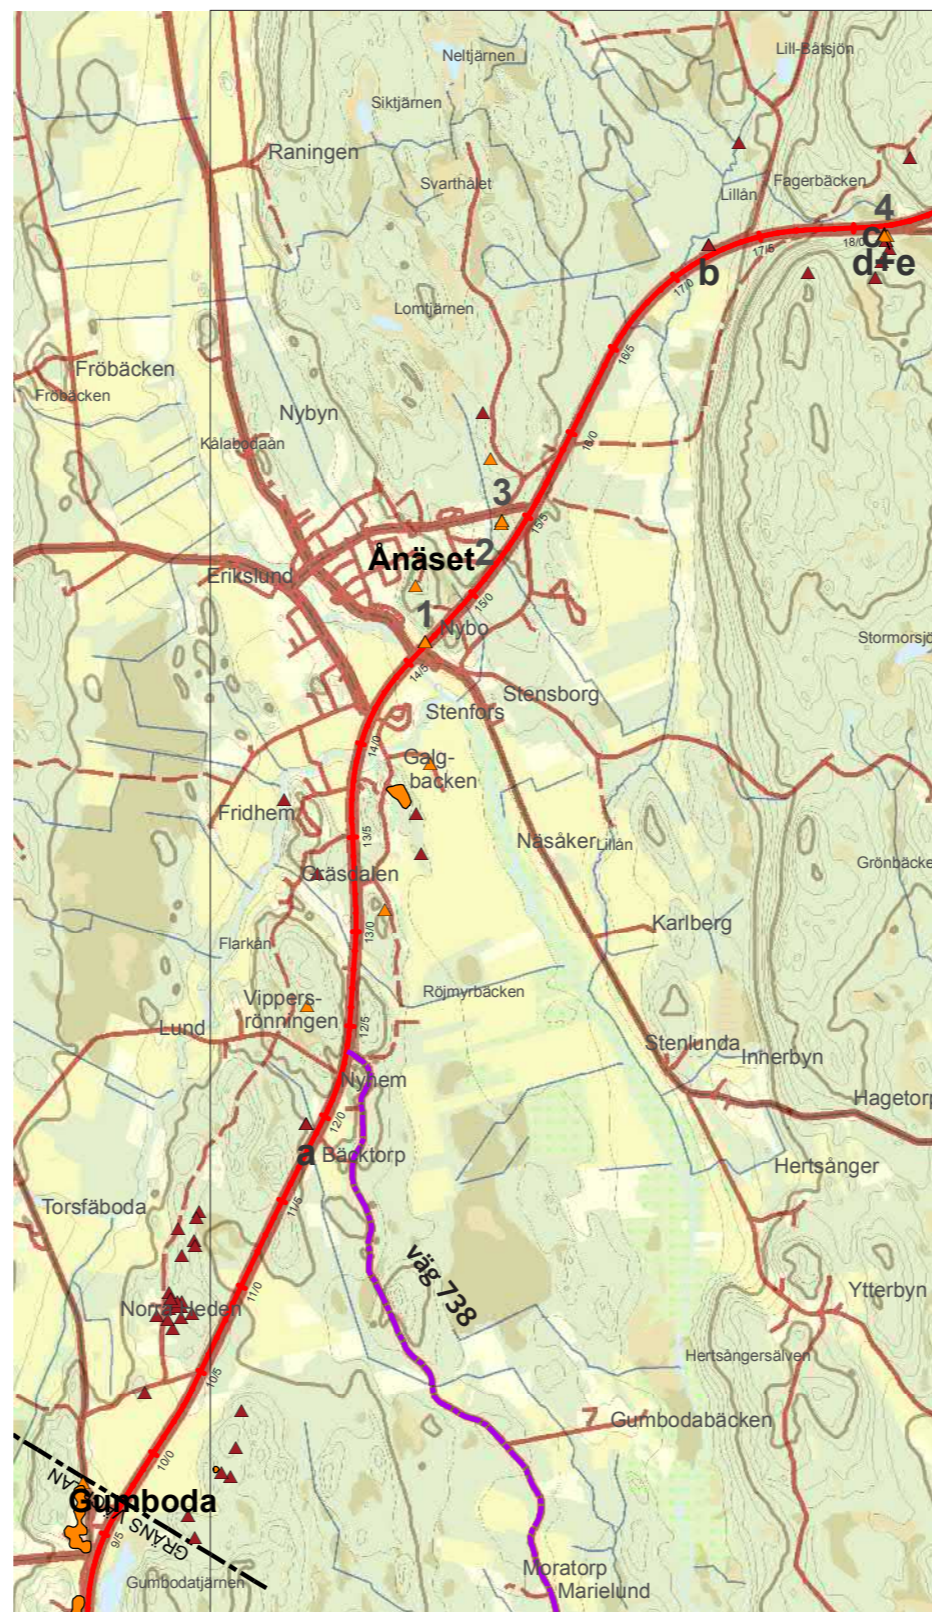 Neltjärnen
Lill-Båtsjön
Siktjärnen
Raningen
Svarthålet
Fagerbäcken
Lillån
4
c
18/0
17/5
b
d+e
17/0
Lomtjärnen
16/5
Fröbäcken
Fröbäcken
Nybyn
Kålabodaån
16/0
3
15/5
2
Ånäset
Erikslund
15/0
1
Nybo
14/5
Stormorsjö
Stensborg
Stenfors
14/0
Galg-
backen
Fridhem
13/5
Näsåker
Lillån
Gräsdalen
Grönbäcke
Karlberg
13/0
Flarkån
Röjmyrbäcken
Vippers-
rönningen
12/5
Lund
Stenlunda
Innerbyn
Nyhem
Hagetorp
12/0
a
Bäcktorp
Hertsånger
11/5
Torsfäboda
väg 738
11/0
Norra Heden
Ytterbyn
Hertsångersälven
10/5
Gumbodabäcken
10/0
Gumboda
9/5
Moratorp
Gumbodatjärnen
Marielund